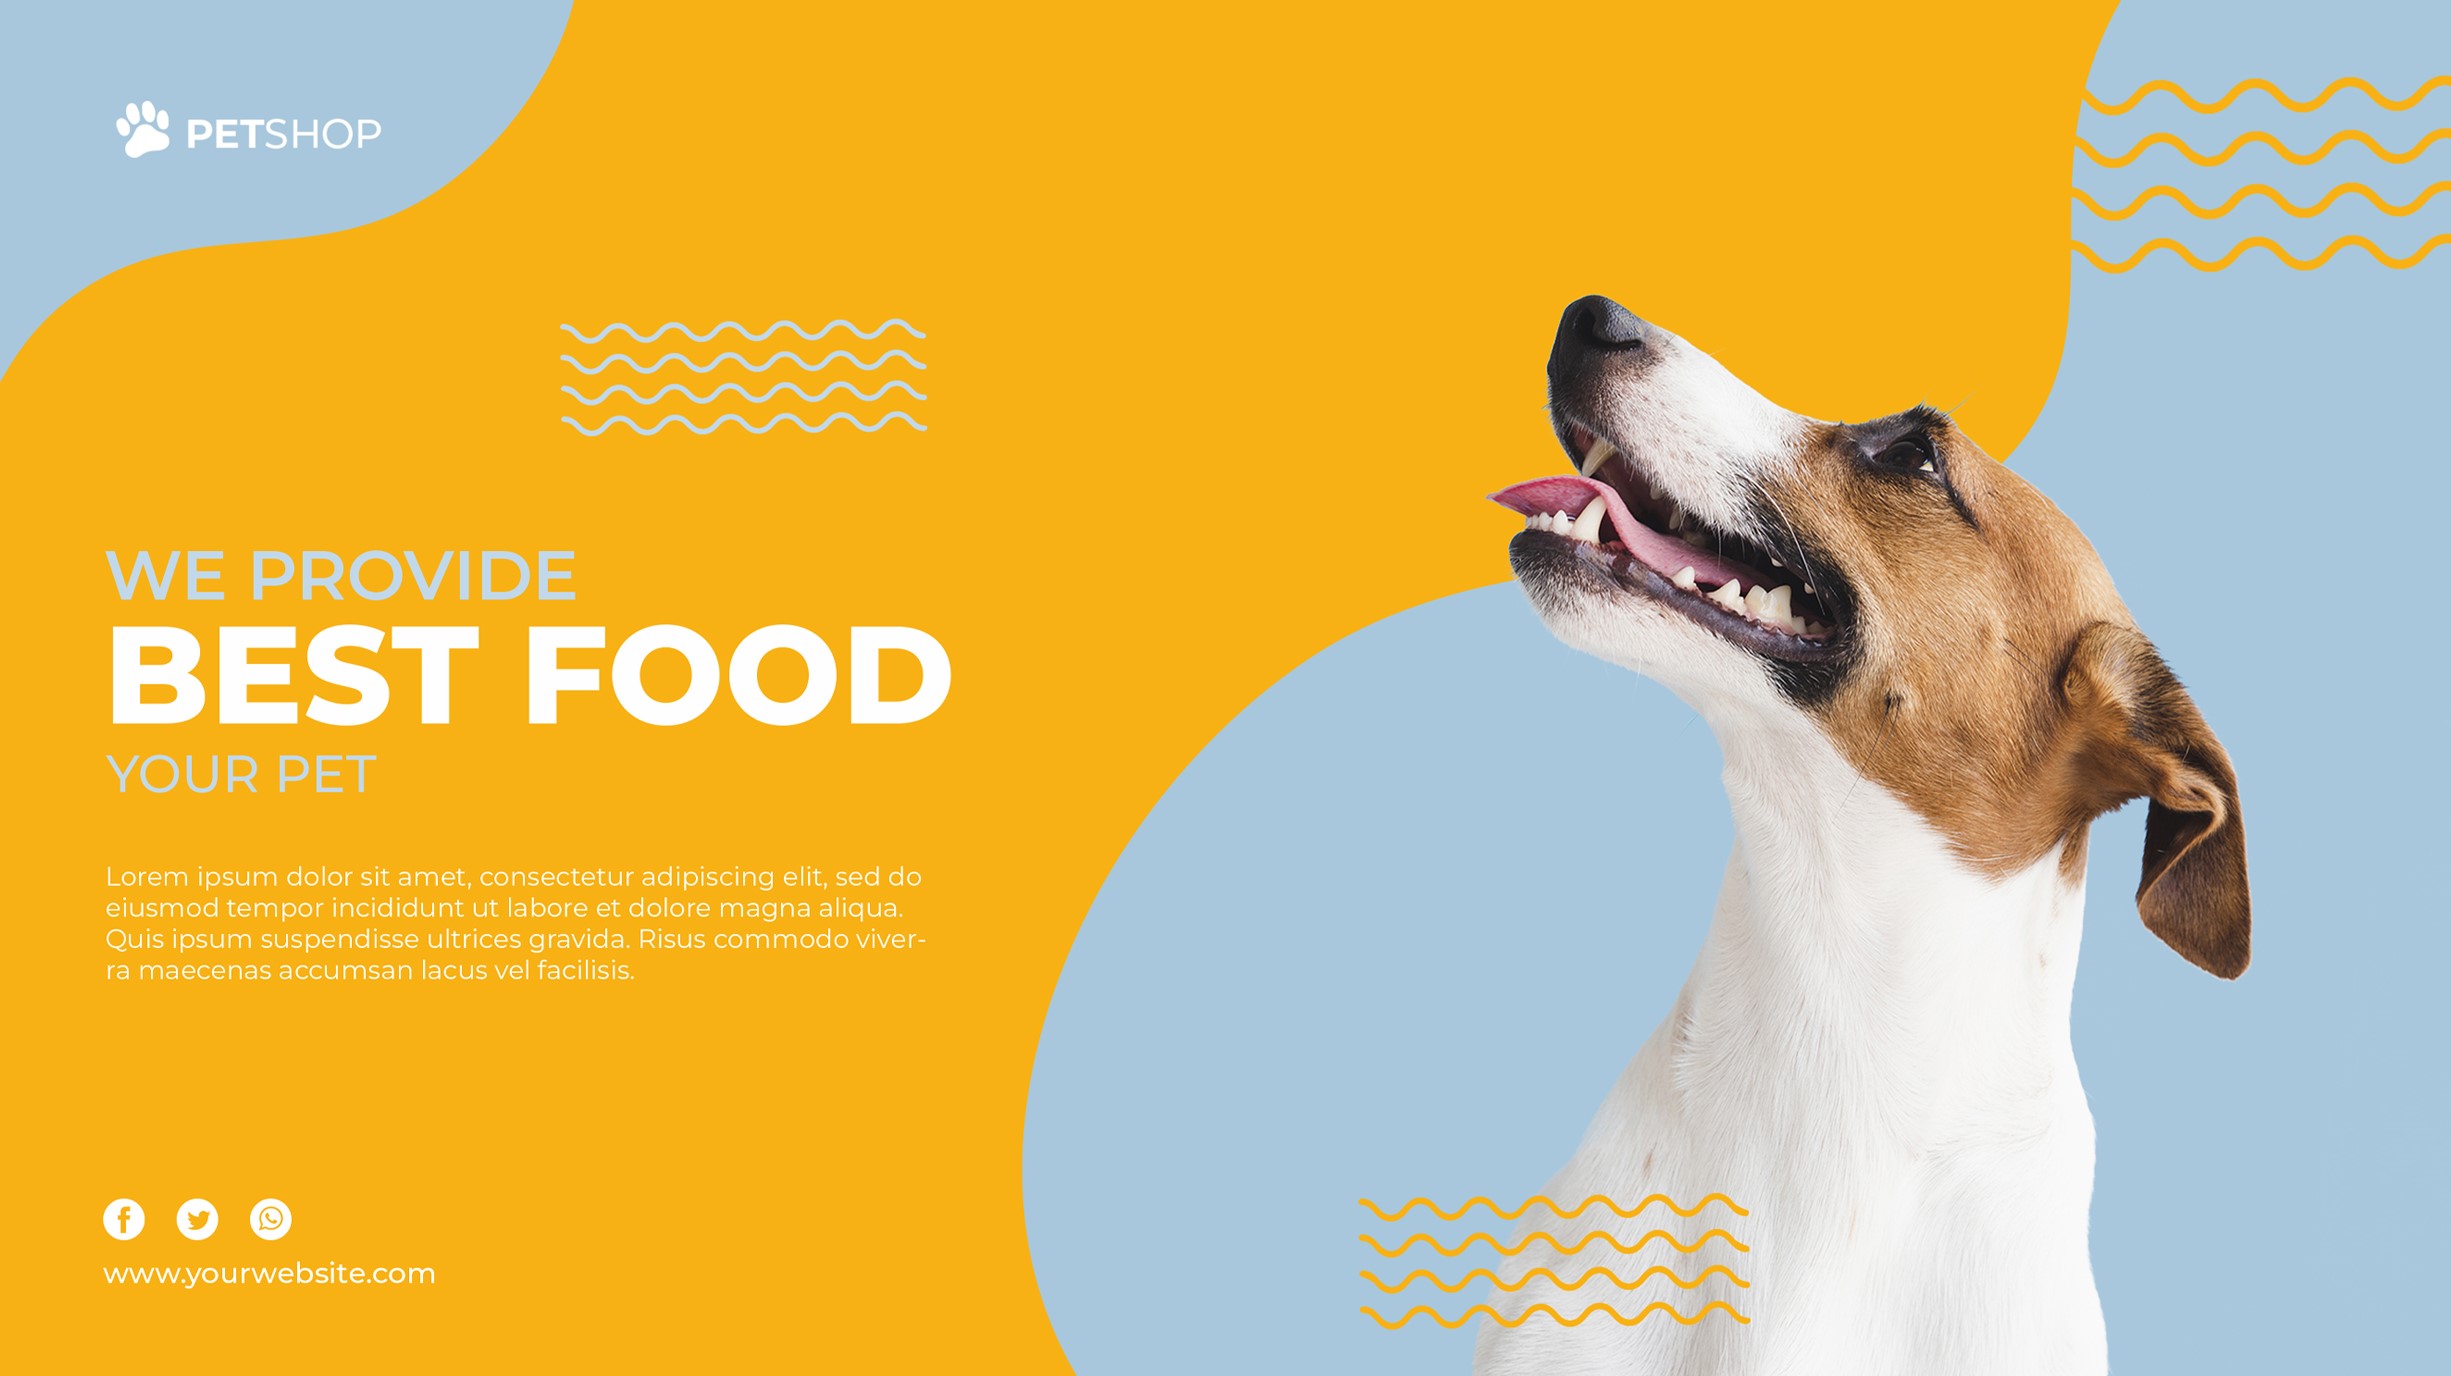 PETSHOP
WE PROVIDE
BEST FOOD
YOUR PET
Lorem ipsum dolor sit amet, consectetur adipiscing elit, sed do
eiusmod tempor incididunt ut labore et dolore magna aliqua.
Quis ipsum suspendisse ultrices gravida. Risus commodo viver-
ra maecenas accumsan lacus vel facilisis.
www.yourwebsite.com